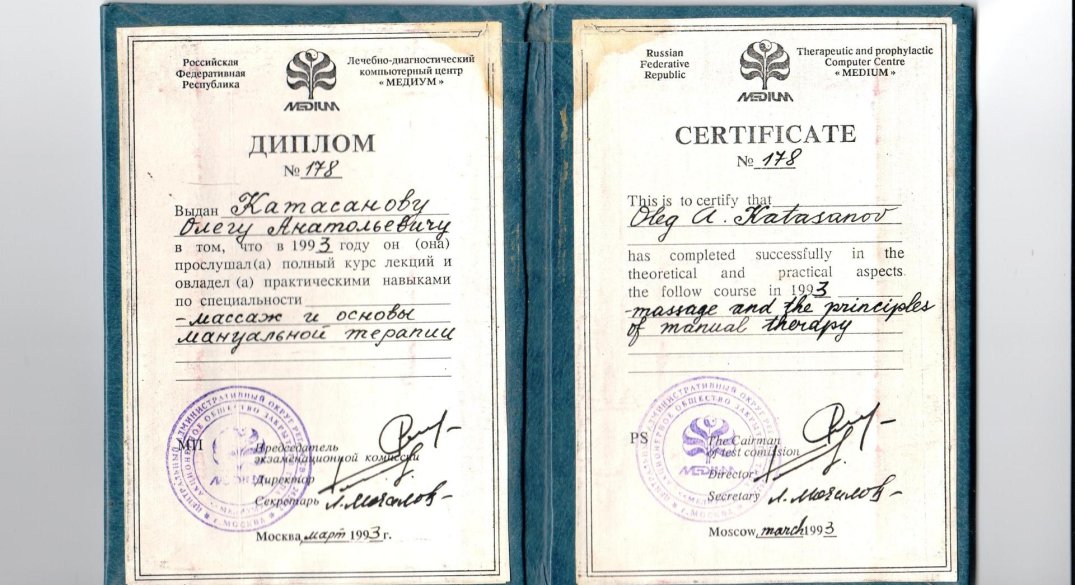 Российская
Федеративная
Республика
MEDIUM
Лечебно-диагностический
компьютерный центр
« МЕДИУМ »
ДИПЛОМ
№ 178
Выдан Катасанову
Олегу Анатольевичу
в том, что в 1993 году он (она)
прослушал(а) полный курс лекций и
овладел (а) практическими навыками
по специальности
- массаж и основы
мануальной терапии
МП
Председатель
экзаменационной комиссии
Директор
Секретарь
Москва, март 1993 г.
Russian
Federative
Republic
MEDIUM
Therapeutic and prophylactic
Computer Centre
« MEDIUM »
CERTIFICATE
№ 178
This is to certify that
Oleg A. Katasanov
has completed successfully in the
theoretical and practical aspects
the follow course in 1993
-massage and the principles
of manual therapy
PS
The Cairman
of test comission
Director
Secretary
Moscow, march 1993